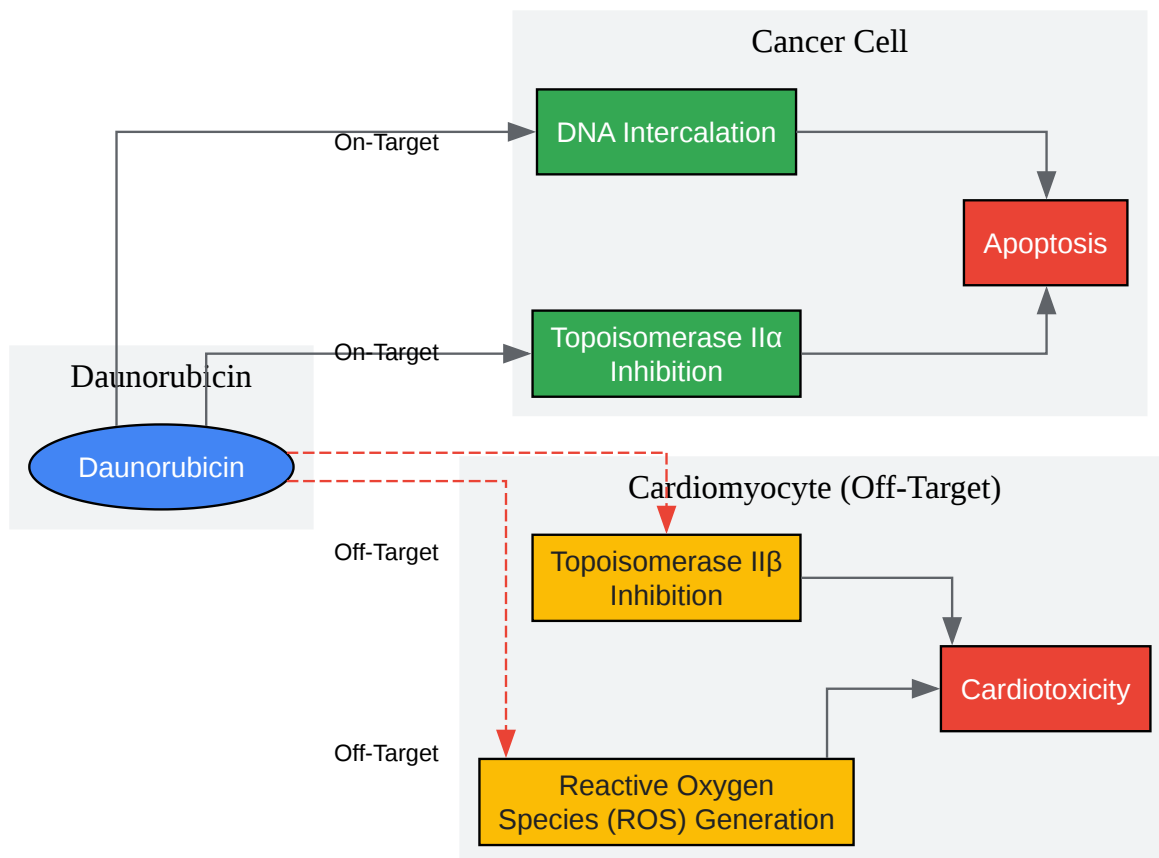 Cancer Cell
On-Target
DNA Intercalation
Apoptosis
On-Target
Topoisomerase IIα
Inhibition
Daunorubicin
Daunorubicin
Cardiomyocyte (Off-Target)
Off-Target
Topoisomerase IIβ
Inhibition
Cardiotoxicity
Off-Target
Reactive Oxygen
Species (ROS) Generation